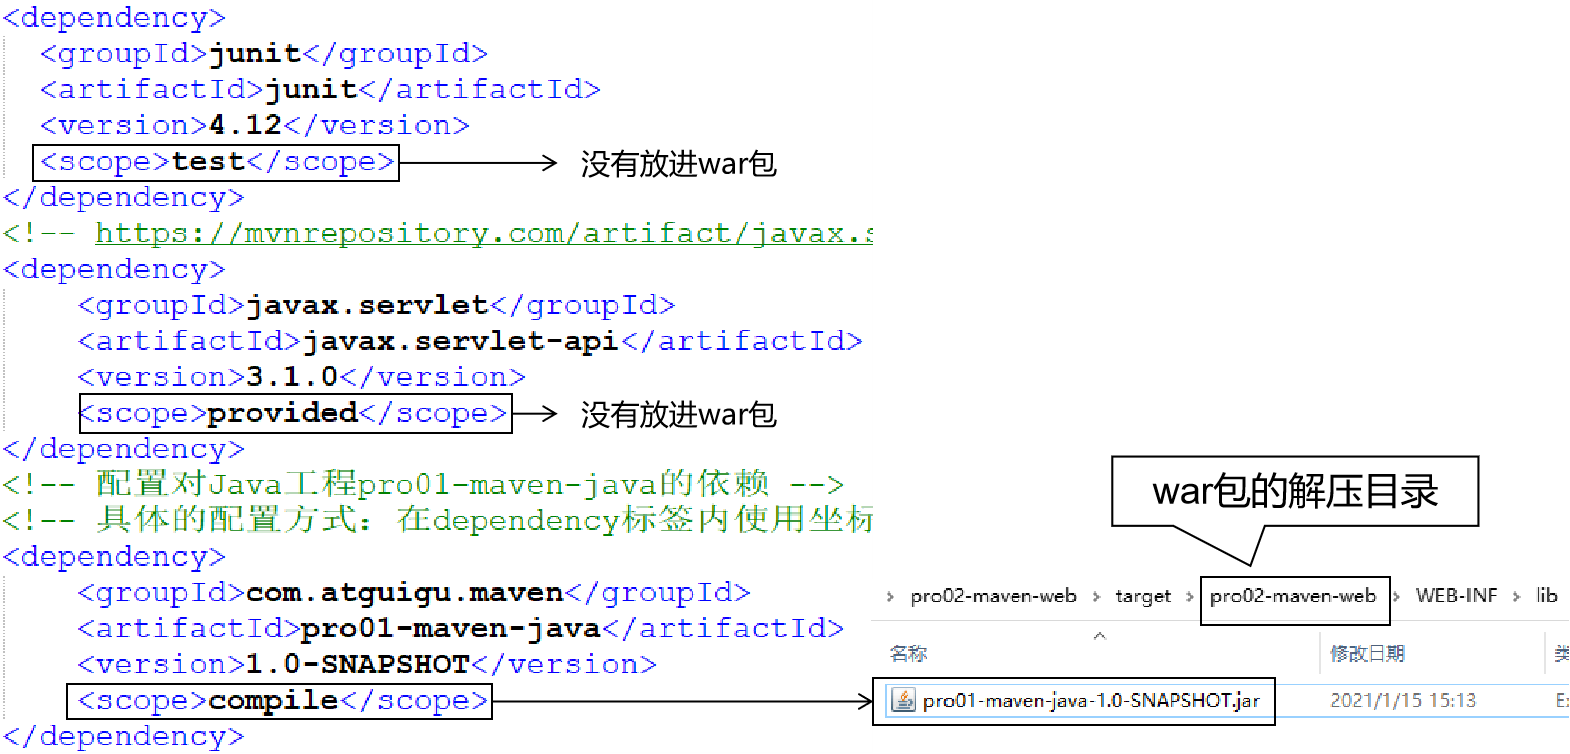 <dependency>
<groupId>junit</groupId>
<artifactId>junit</artifactId>
<version>4.12</version>
<scope>test</scope>
没有放进war包
</dependency>
<!-- https://mvnrepository.com/artifact/javax.s
<dependency>
<groupId>javax.servlet</groupId>
<artifactId>javax.servlet-api</artifactId>
<version>3.1.0</version>
<scope>provided</scope>
没有放进war包
</dependency>
<!-- 配置对Java工程pro01-maven-java的依赖 -->
<!-- 具体的配置方式：在dependency标签内使用坐标
<dependency>
<groupId>com.atguigu.maven</groupId>
<artifactId>pro01-maven-java</artifactId>
<version>1.0-SNAPSHOT</version>
<scope>compile</scope>
</dependency>
war包的解压目录
› pro02-maven-web › target › pro02-maven-web › WEB-INF › lib
名称 修改日期 类
pro01-maven-java-1.0-SNAPSHOT.jar 2021/1/15 15:13 E